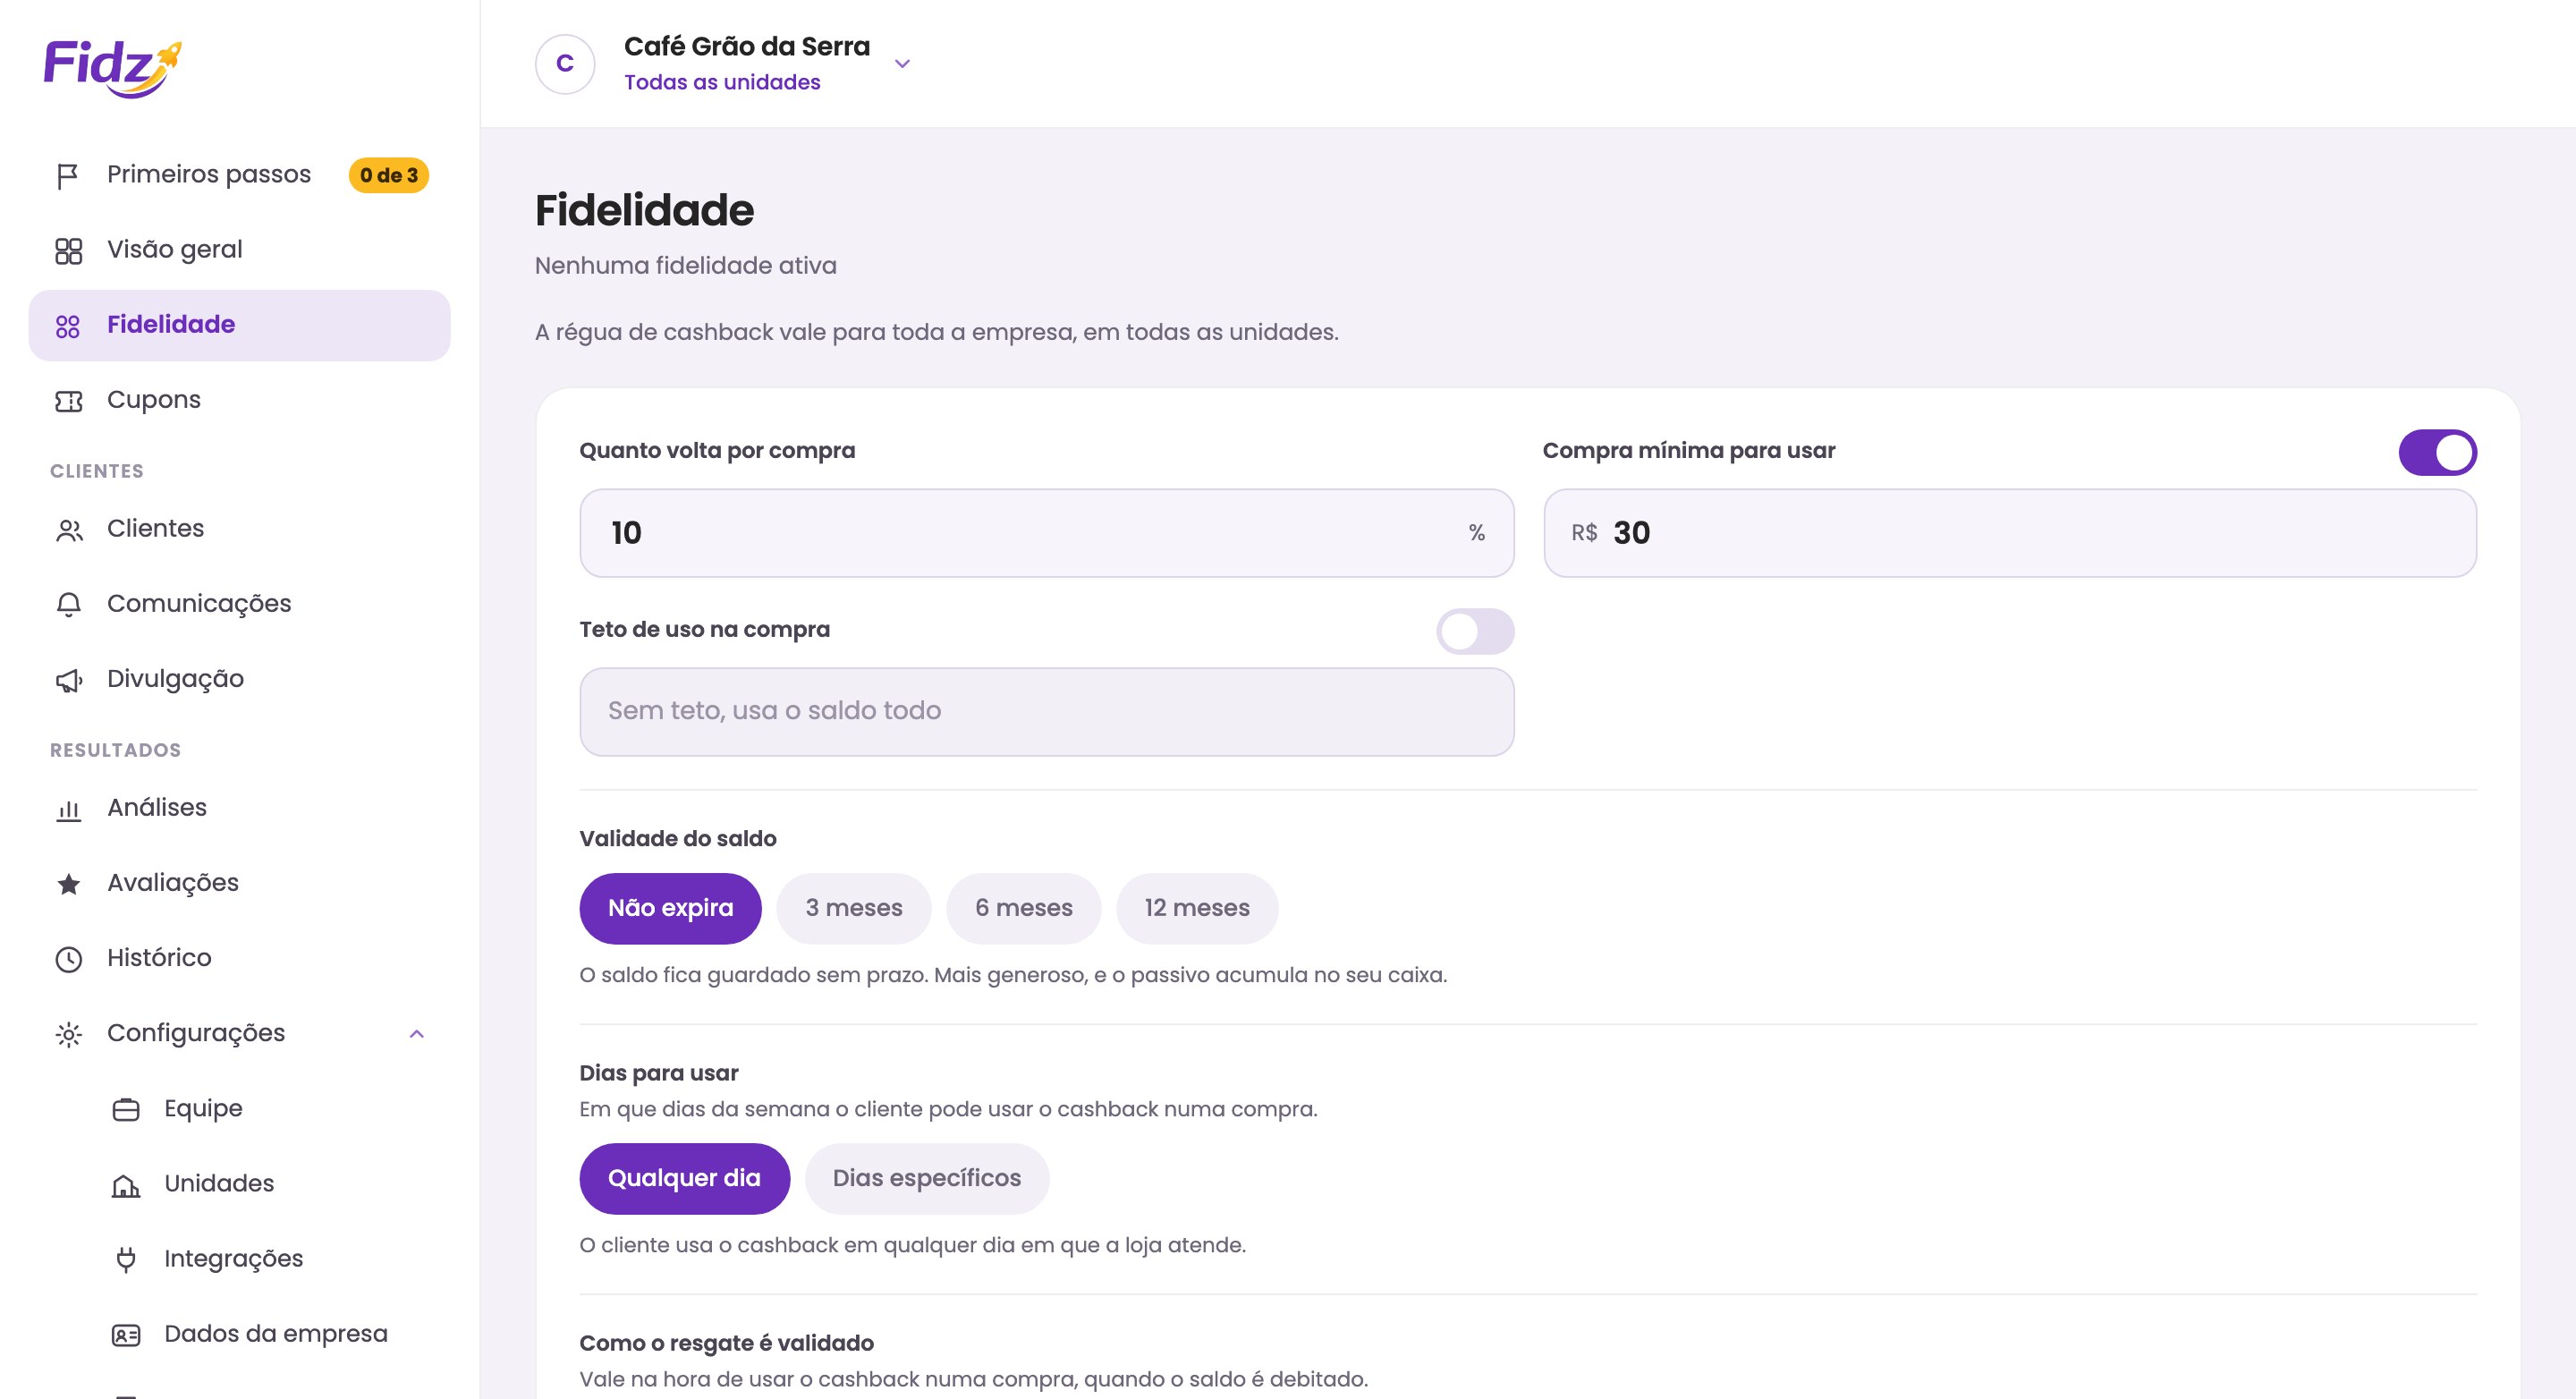 Fidz
Primeiros passos
0 de 3
Visão geral
Fidelidade
Cupons
CLIENTES
Clientes
Comunicações
Divulgação
RESULTADOS
Análises
Avaliações
Histórico
Configurações
Equipe
Unidades
Integrações
Dados da empresa
C
Café Grão da Serra
Todas as unidades
Fidelidade
Nenhuma fidelidade ativa
A régua de cashback vale para toda a empresa, em todas as unidades.
Quanto volta por compra
10 %
Compra mínima para usar
R$ 30
Teto de uso na compra
Sem teto, usa o saldo todo
Validade do saldo
Não expira
3 meses
6 meses
12 meses
O saldo fica guardado sem prazo. Mais generoso, e o passivo acumula no seu caixa.
Dias para usar
Em que dias da semana o cliente pode usar o cashback numa compra.
Qualquer dia
Dias específicos
O cliente usa o cashback em qualquer dia em que a loja atende.
Como o resgate é validado
Vale na hora de usar o cashback numa compra, quando o saldo é debitado.